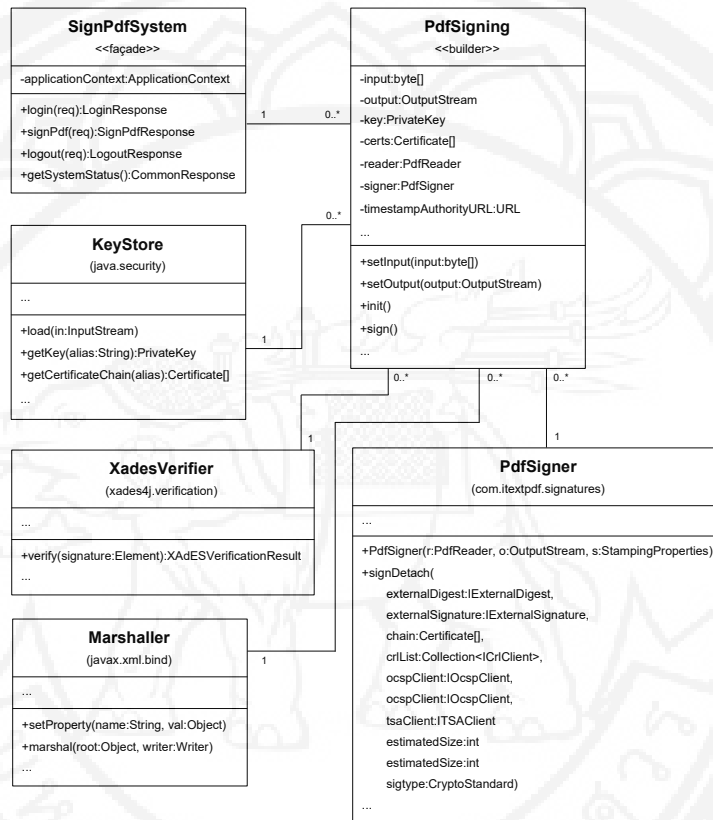 SignPdfSystem
<<façade>>
-applicationContext:ApplicationContext
+login(req):LoginResponse
+signPdf(req):SignPdfResponse
+logout(req):LogoutResponse
+getSystemStatus():CommonResponse
1
0..*
PdfSigning
<<builder>>
-input:byte[]
-output:OutputStream
-key:PrivateKey
-certs:Certificate[]
-reader:PdfReader
-signer:PdfSigner
-timestampAuthorityURL:URL
...
+setInput(input:byte[])
+setOutput(output:OutputStream)
+init()
+sign()
...
0..*
KeyStore
(java.security)
...
+load(in:InputStream)
+getKey(alias:String):PrivateKey
+getCertificateChain(alias):Certificate[]
...
1
0..*
0..*
0..*
1
1
XadesVerifier
(xades4j.verification)
...
+verify(signature:Element):XAdESVerificationResult
...
PdfSigner
(com.itextpdf.signatures)
...
+PdfSigner(r:PdfReader, o:OutputStream, s:StampingProperties)
+signDetach(
externalDigest:IExternalDigest,
externalSignature:IExternalSignature,
chain:Certificate[],
crlList:Collection<ICrlClient>,
ocspClient:IOcspClient,
ocspClient:IOcspClient,
tsaClient:ITSAClient
estimatedSize:int
estimatedSize:int
sigtype:CryptoStandard)
...
Marshaller
(javax.xml.bind)
...
+setProperty(name:String, val:Object)
+marshal(root:Object, writer:Writer)
...
1